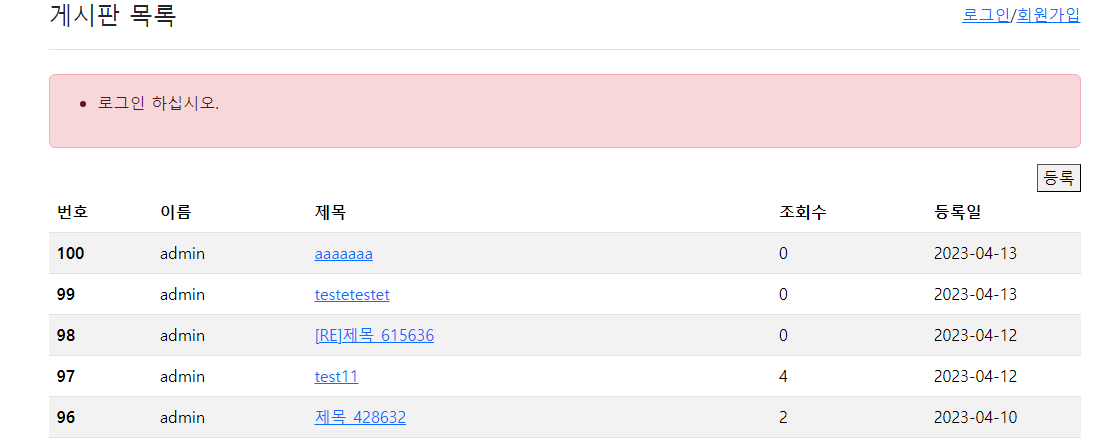 게시판 목록
로그인/회원가입
로그인 하십시오.
등록
번호 이름 제목 조회수 등록일
100 admin aaaaaaa 0 2023-04-13
99 admin testetestet 0 2023-04-13
98 admin [RE]제목_615636 0 2023-04-12
97 admin test11 4 2023-04-12
96 admin 제목_428632 2 2023-04-10